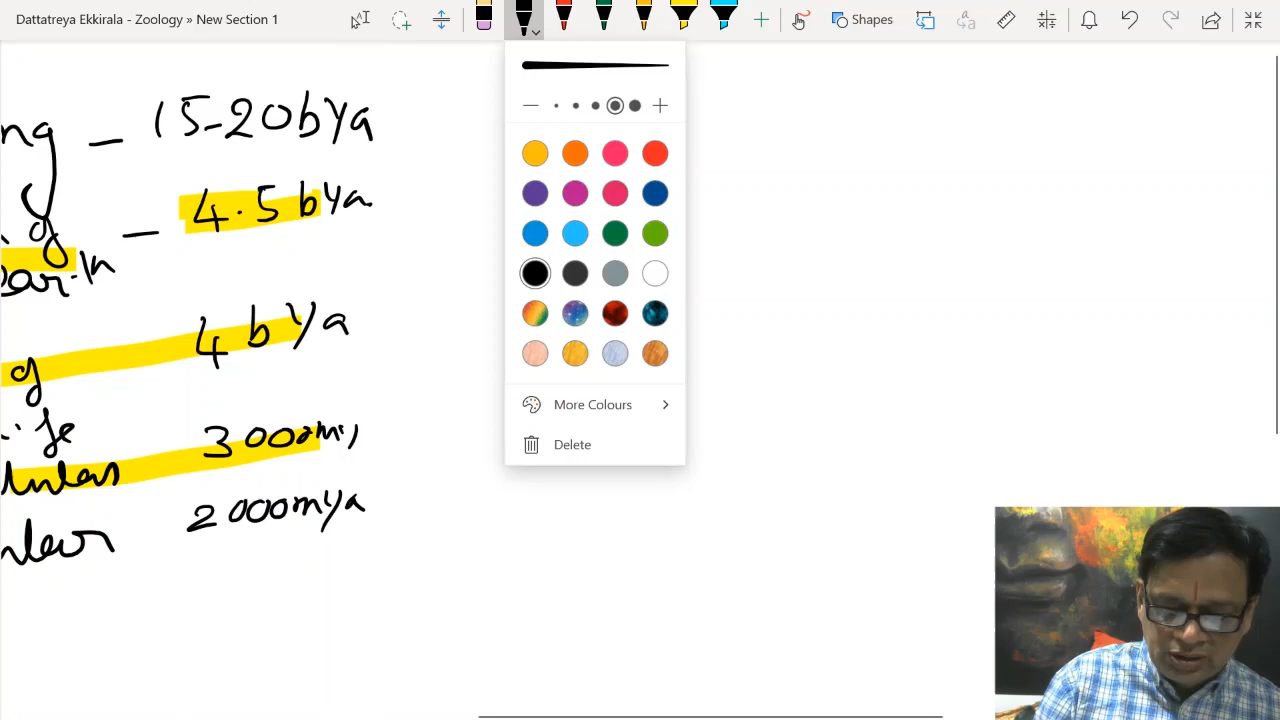 Dattatreya Ekkirala - Zoology » New Section 1
Shapes
ng – 15-20bya
g – 4.5 bya
4 bya
g
fe
3000my
2000mya
More Colours
Delete